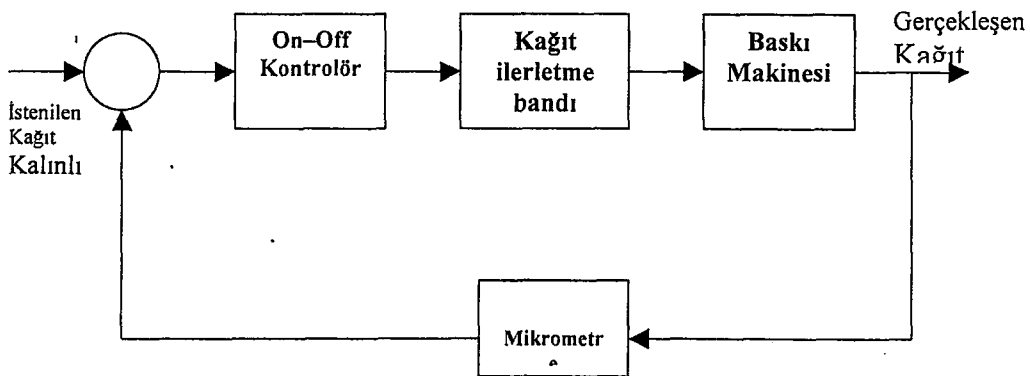 İstenilen
Kağıt
Kalınlı
On–Off
Kontrolör
Kağıt
ilerletme
bandı
Baskı
Makinesi
Gerçekleşen
Kağıt
Mikrometr
e